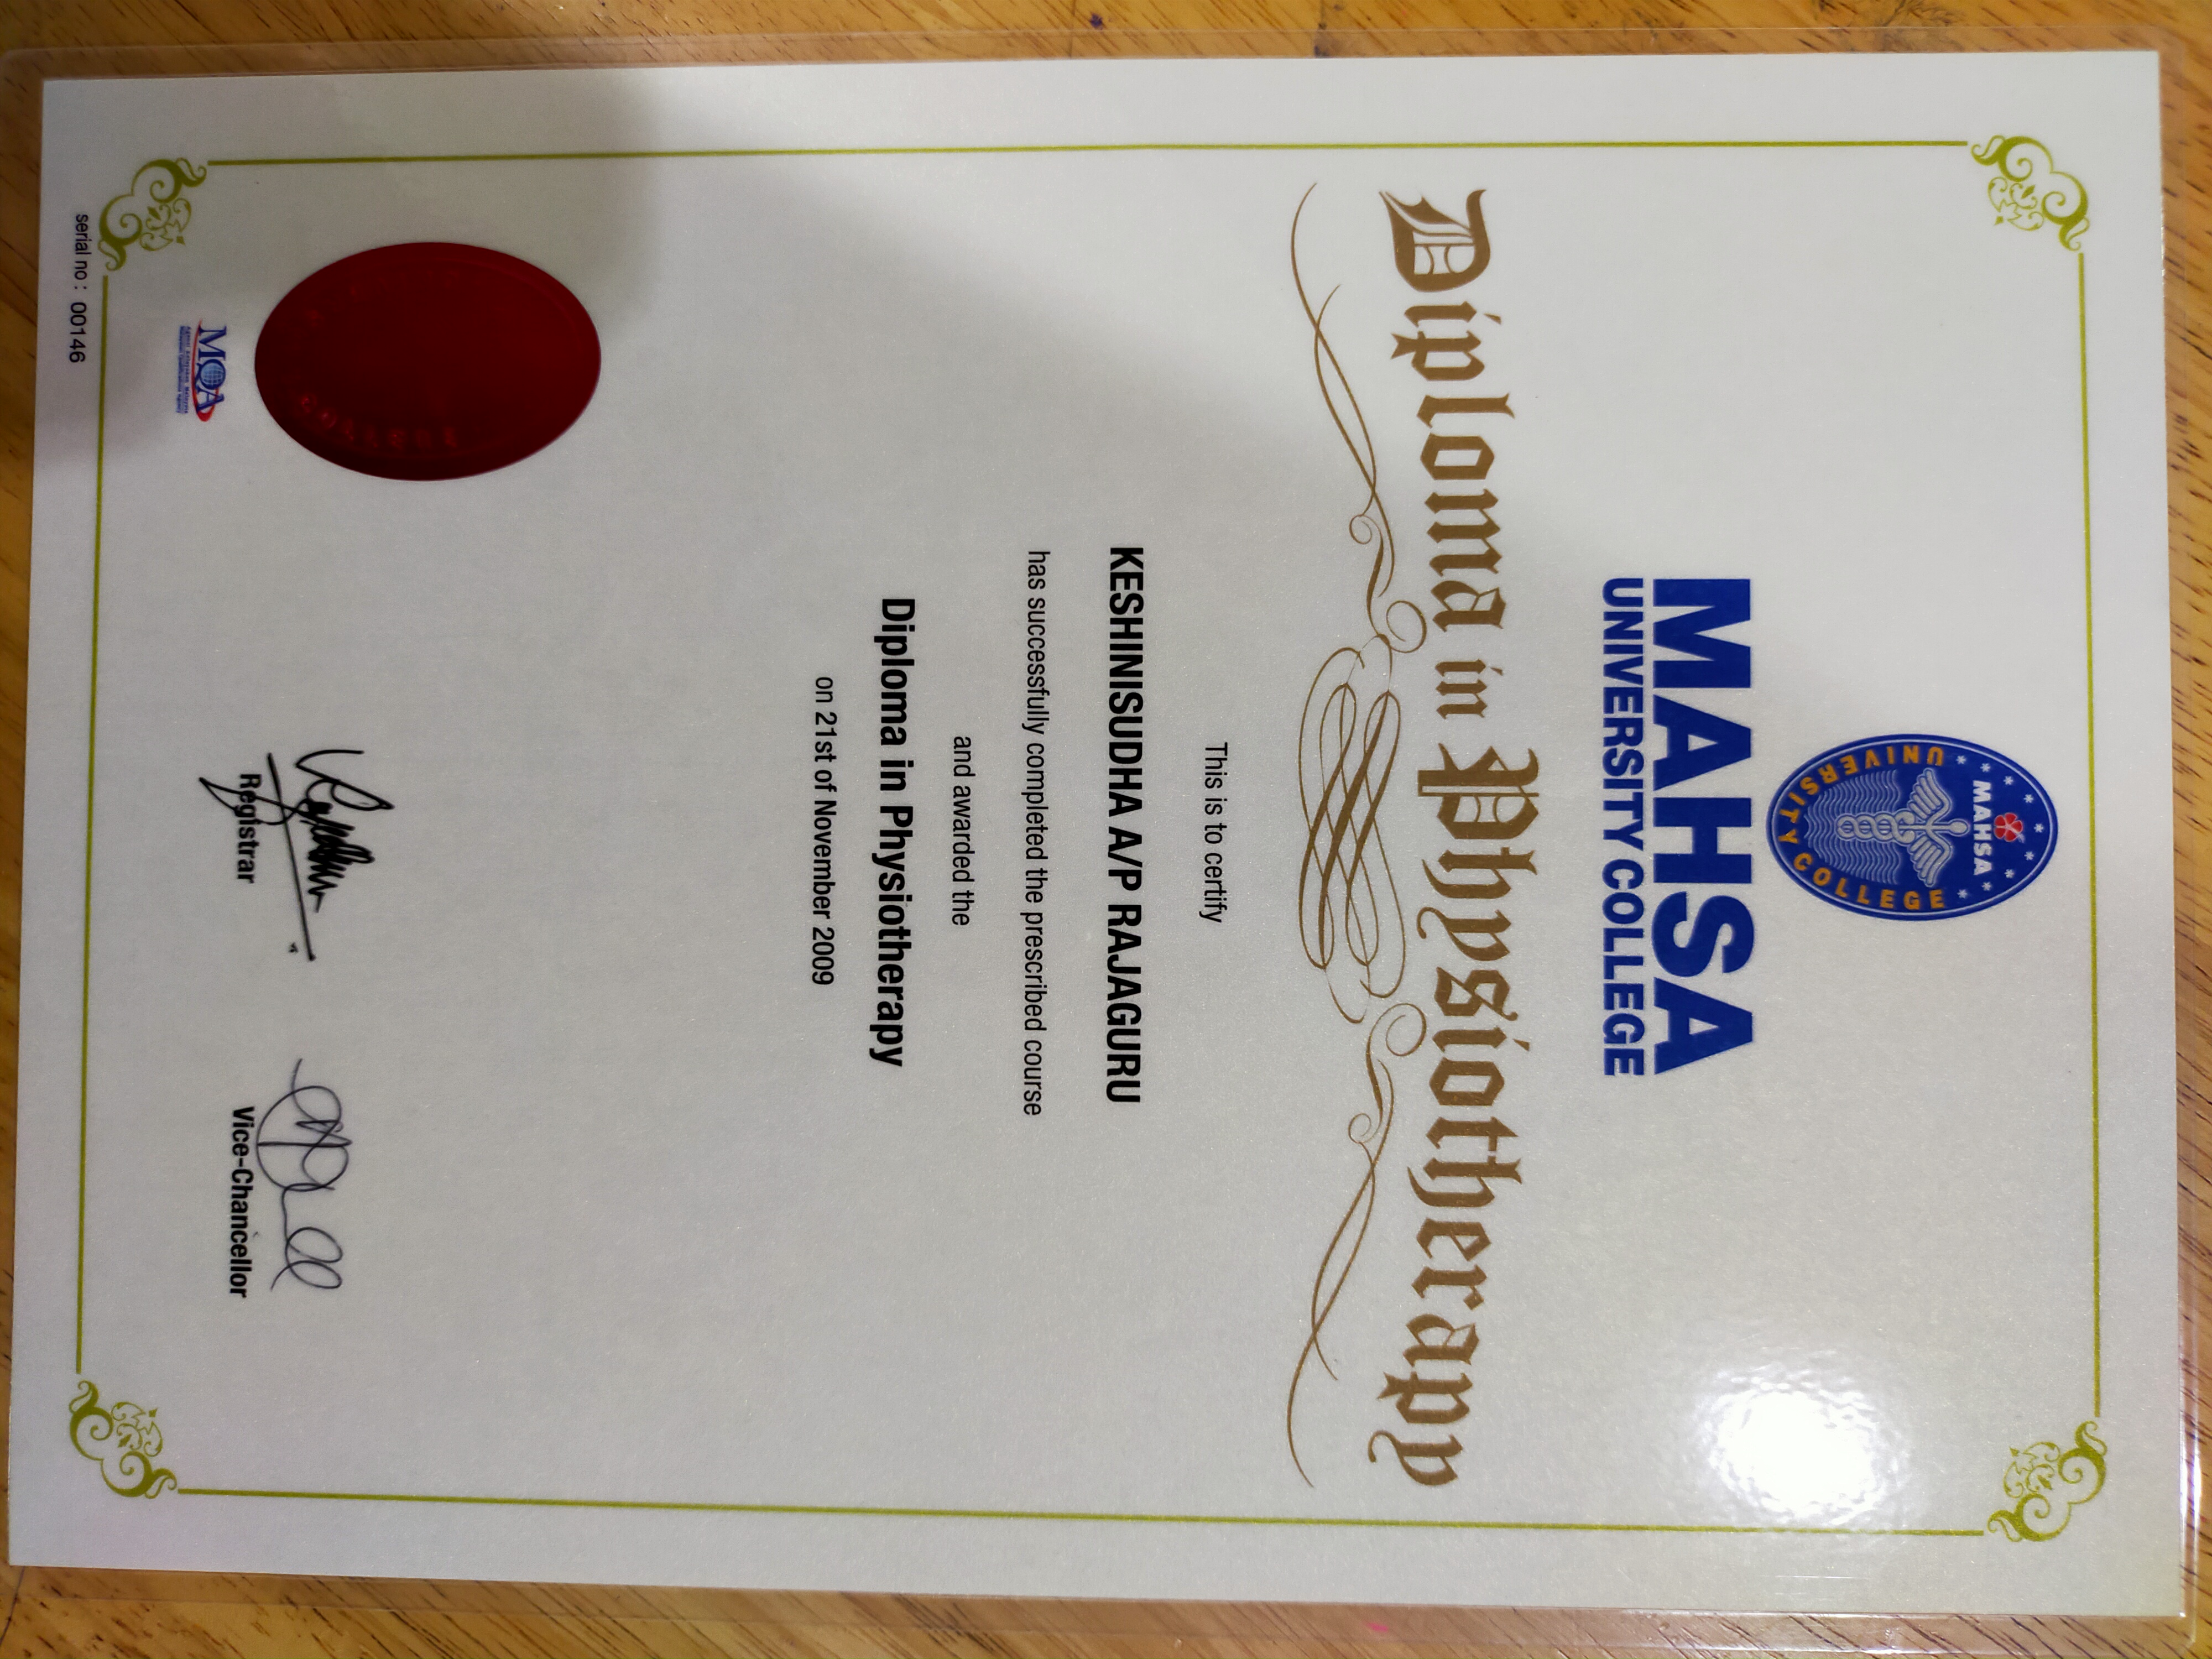 MAHSA
UNIVERSITY COLLEGE
MAHSA
UNIVERSITY COLLEGE
Diploma in Physiotherapy
This is to certify
KESHINISUDHA A/P RAJAGURU
has successfully completed the prescribed course
and awarded the
Diploma in Physiotherapy
on 21st of November 2009
Registrar
Vice-Chancellor
MQA
serial no : 00146